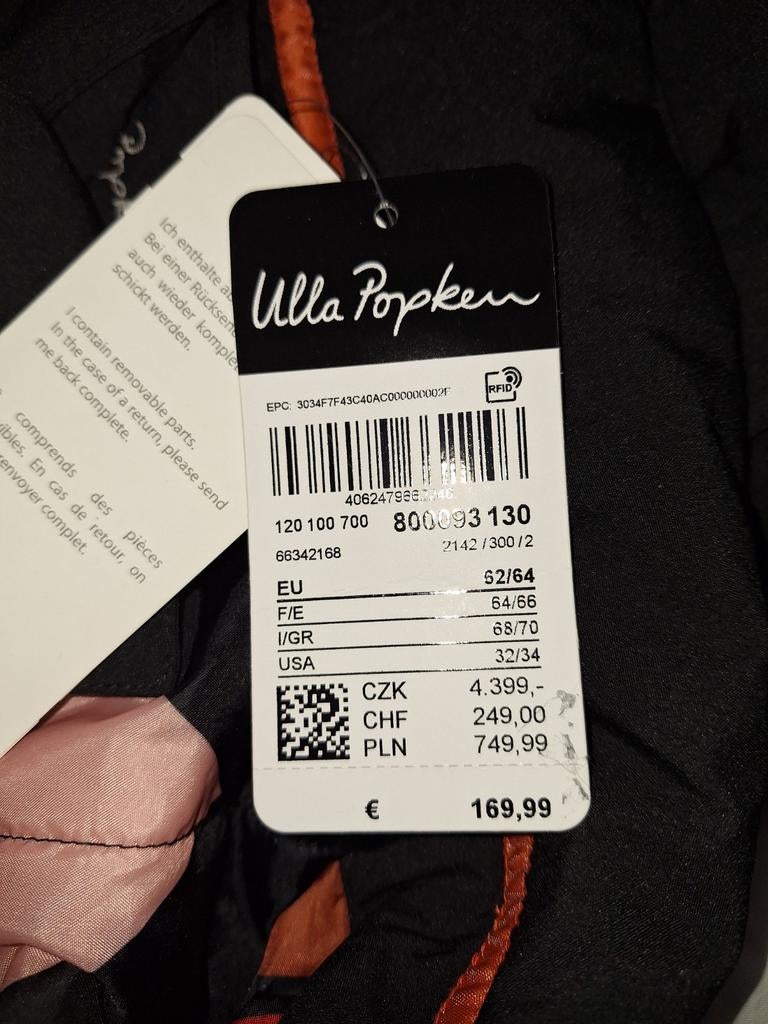 Ich enthalte
Bei einer
auch wieder
schickt werden.
I contain removable parts.
In the case of a return, please send
me back complete.
comprends des pièces
En cas de retour, on
renvoyer complet.
Ulla Popken
RFID
EPC: 3034F7F43C40AC000000002F
120 100 700 800093 130
66342168 2142 / 300 / 2
EU 62/64
F/E 64/66
I/GR 68/70
USA 32/34
CZK 4.399,-
CHF 249,00
PLN 749,99
€ 169,99